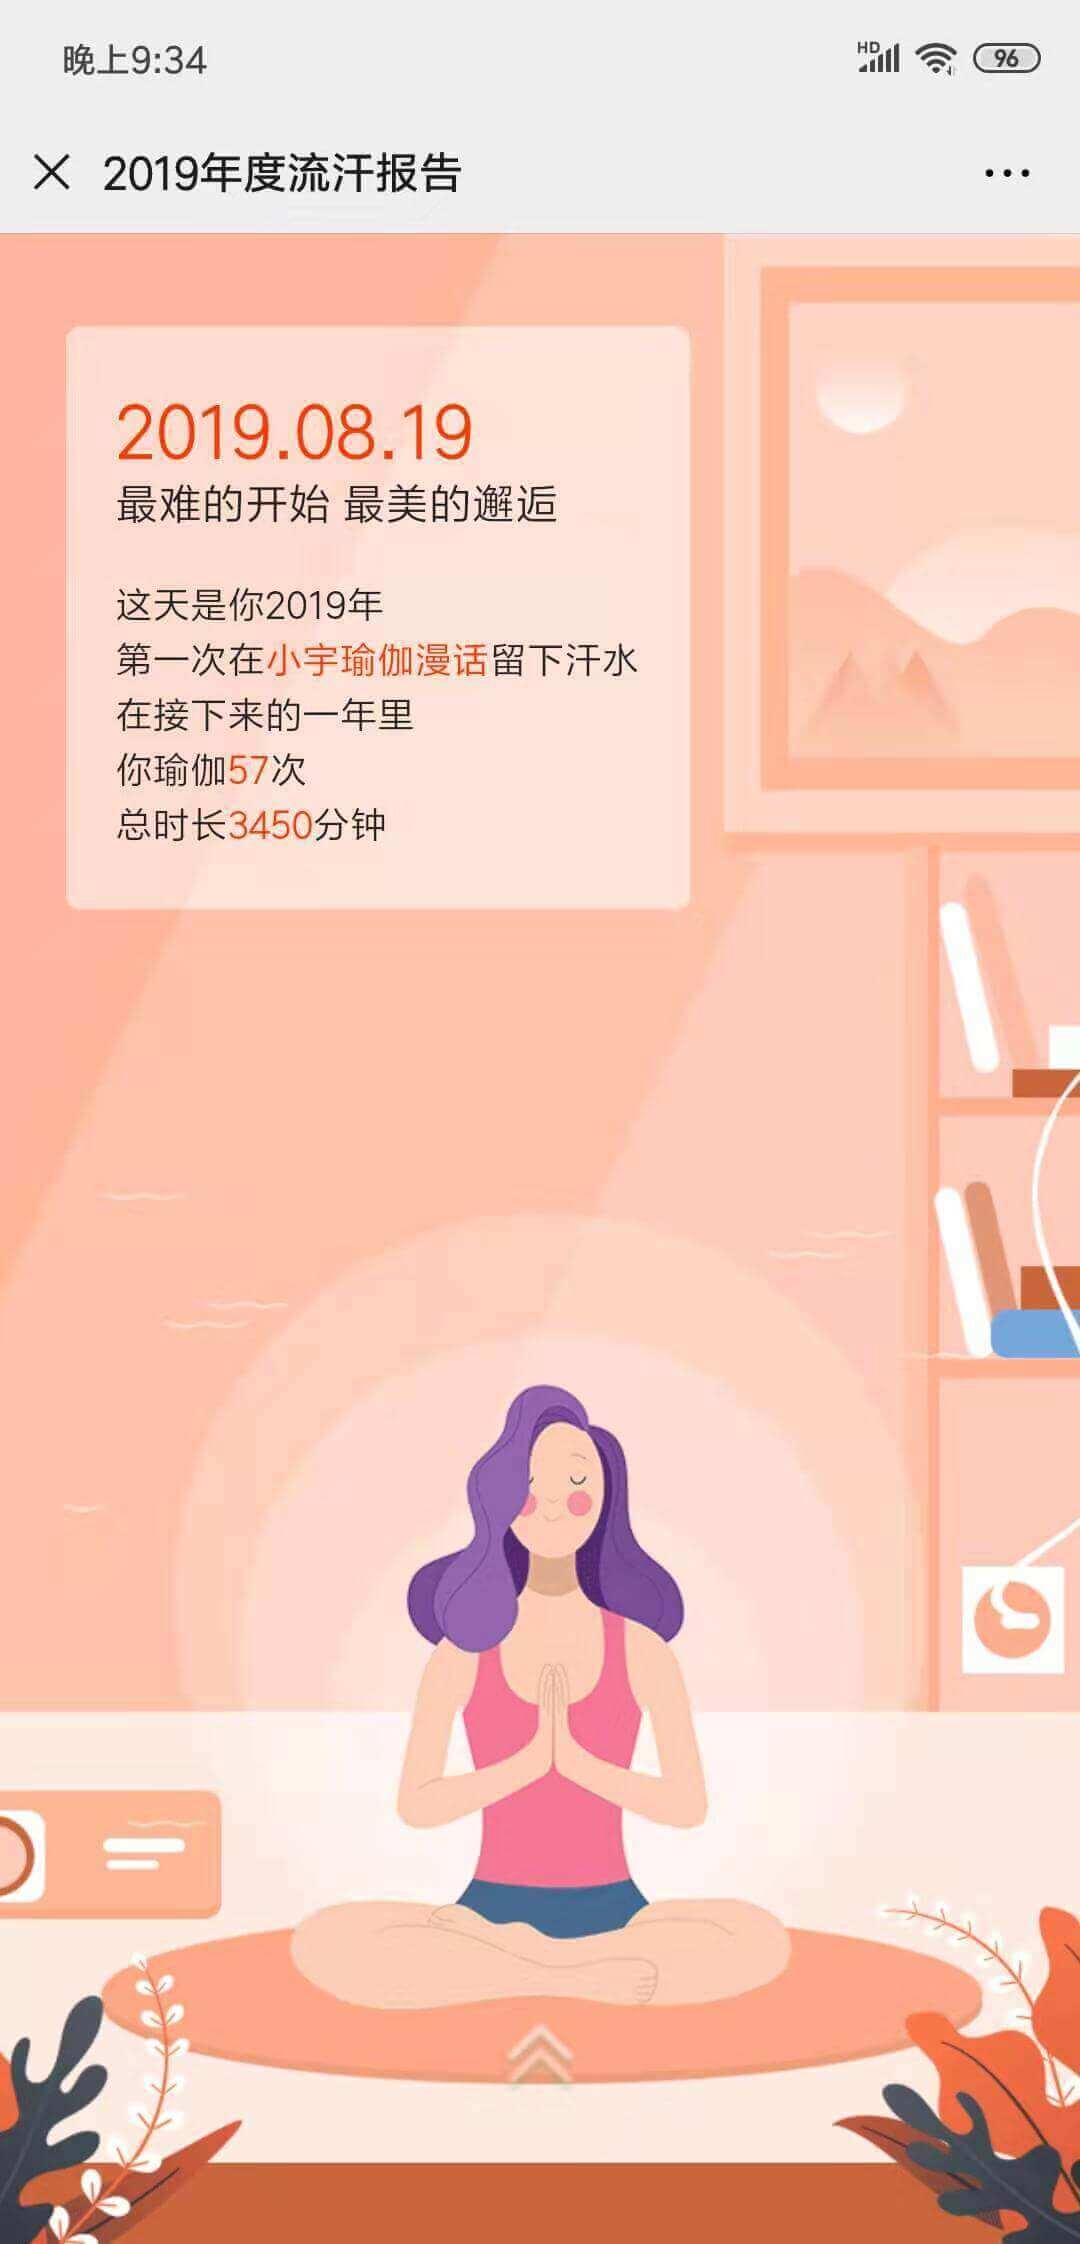 晚上9:34
HD
96
2019年度流汗报告
2019.08.19
最难的开始 最美的邂逅
这天是你2019年
第一次在小宇瑜伽漫话留下汗水
在接下来的一年里
你瑜伽57次
总时长3450分钟